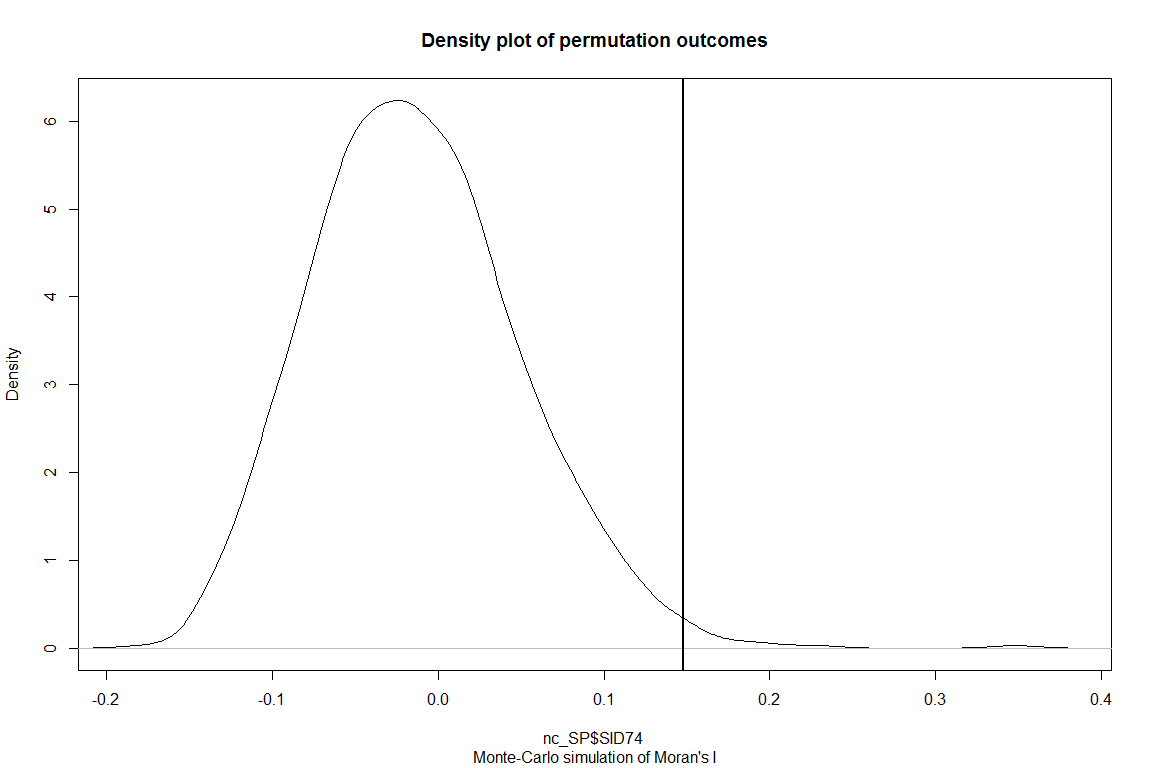 Density plot of permutation outcomes
Density
6
5
4
3
2
1
0
-0.2 -0.1 0.0 0.1 0.2 0.3 0.4
nc_SP$SID74
Monte-Carlo simulation of Moran's I